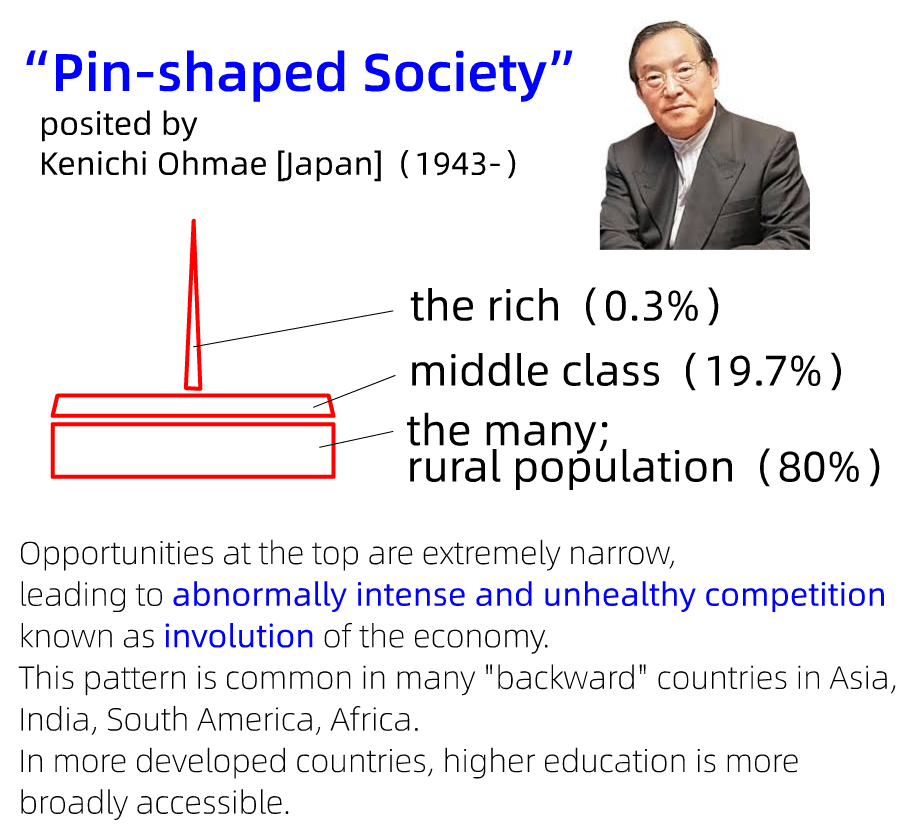 “Pin-shaped Society”
posited by
Kenichi Ohmae [Japan]（1943-）
the rich（0.3%）
middle class（19.7%）
the many;
rural population（80%）
Opportunities at the top are extremely narrow,
leading to abnormally intense and unhealthy competition
known as involution of the economy.
This pattern is common in many "backward" countries in Asia,
India, South America, Africa.
In more developed countries, higher education is more
broadly accessible.